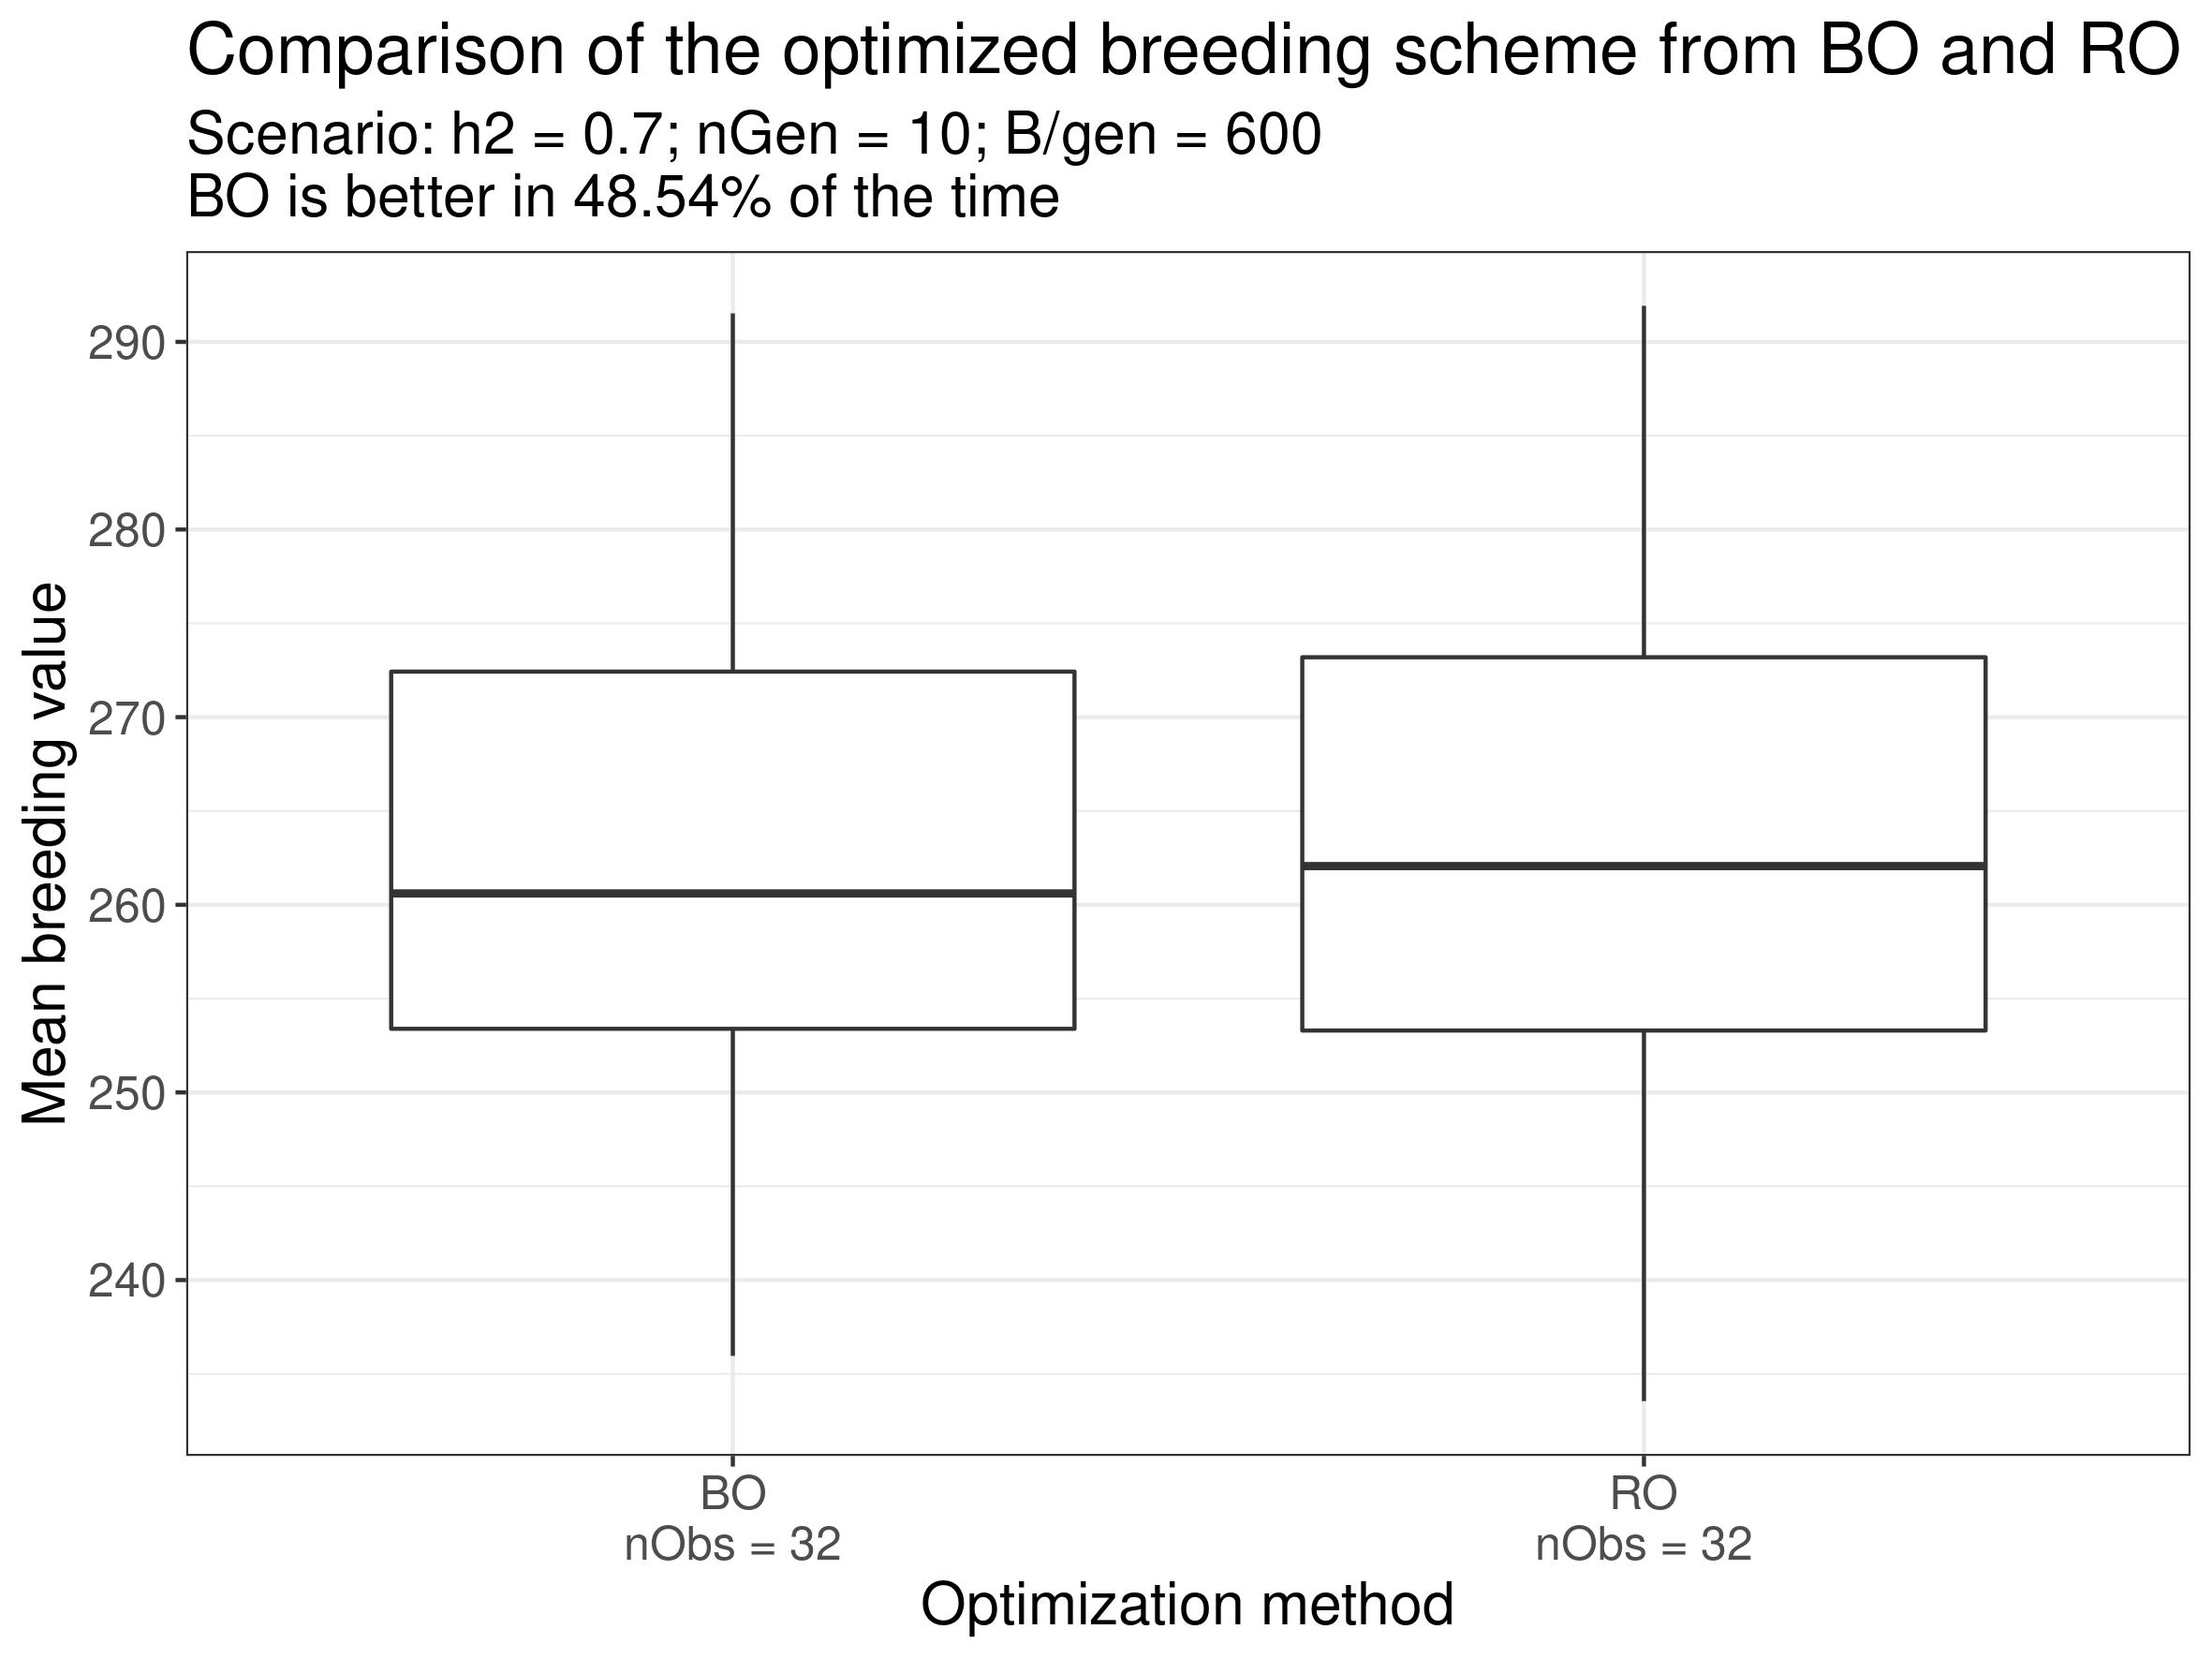 Comparison of the optimized breeding scheme from BO and RO
Scenario: h2 = 0.7; nGen = 10; B/gen = 600
BO is better in 48.54% of the time
Mean breeding value
290
280
270
260
250
240
BO
nObs = 32
RO
nObs = 32
Optimization method